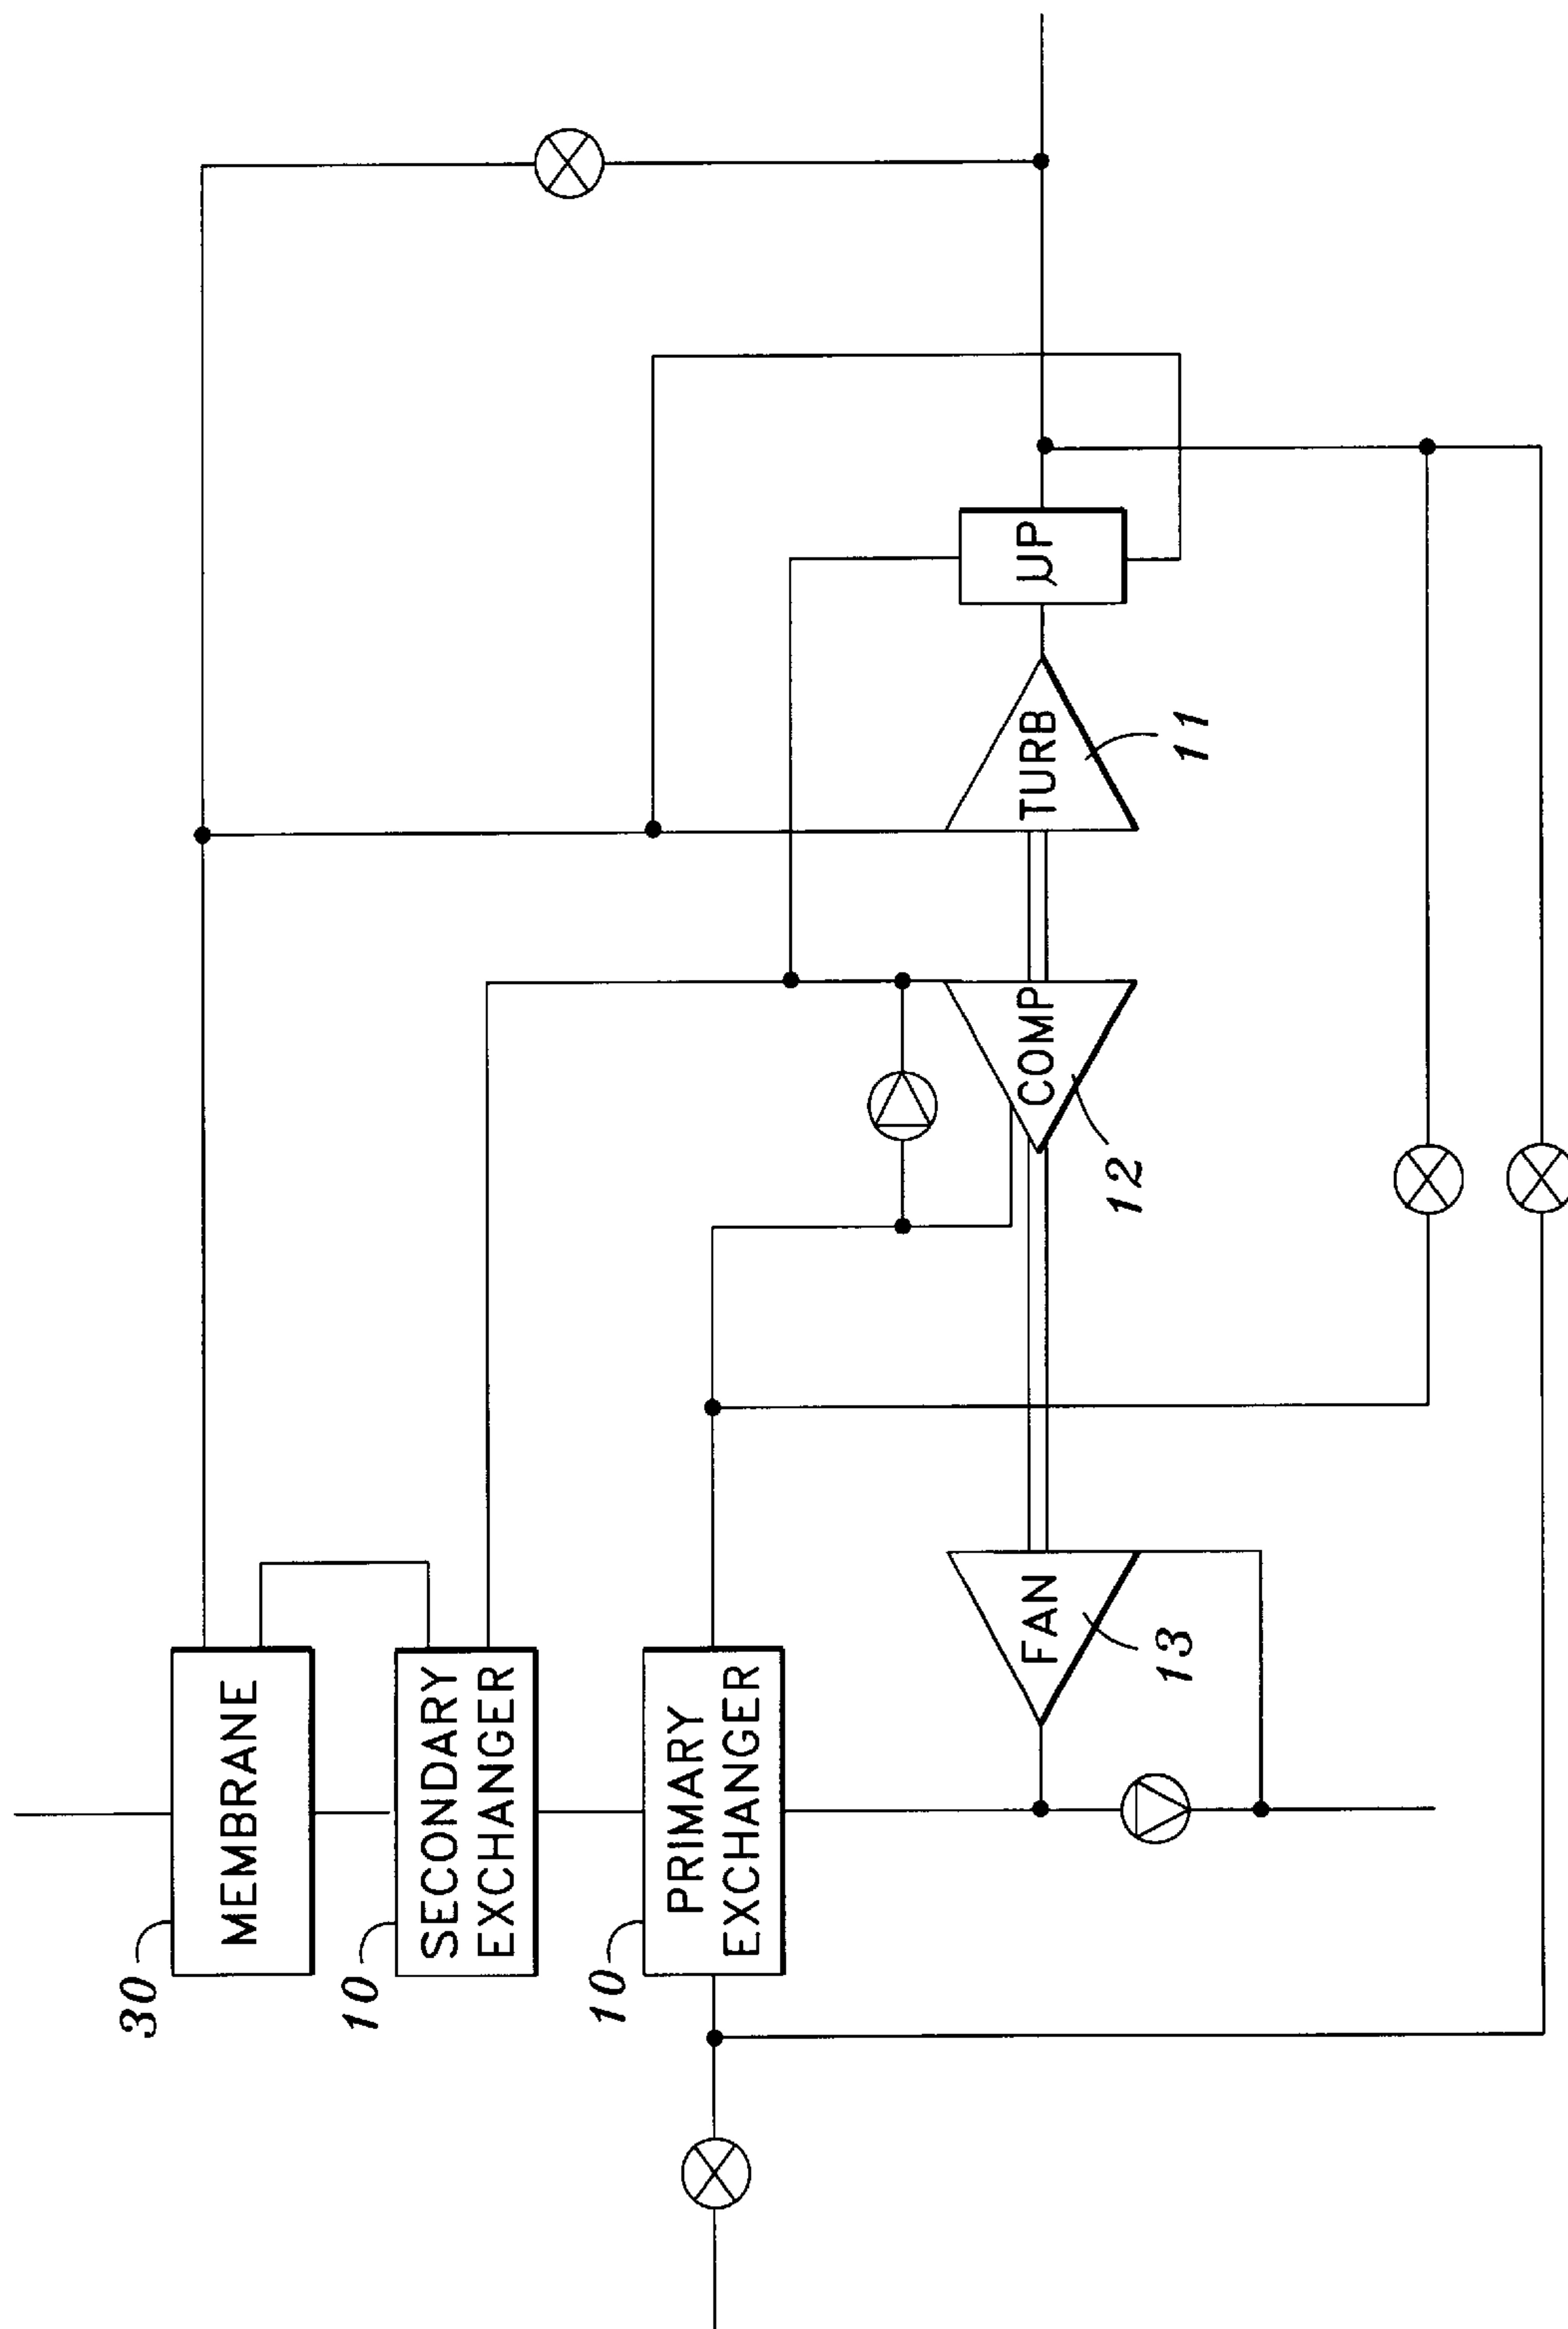 30
MEMBRANE
10
SECONDARY
EXCHANGER
10
PRIMARY
EXCHANGER
FAN
13
COMP
12
TURB
11
μP